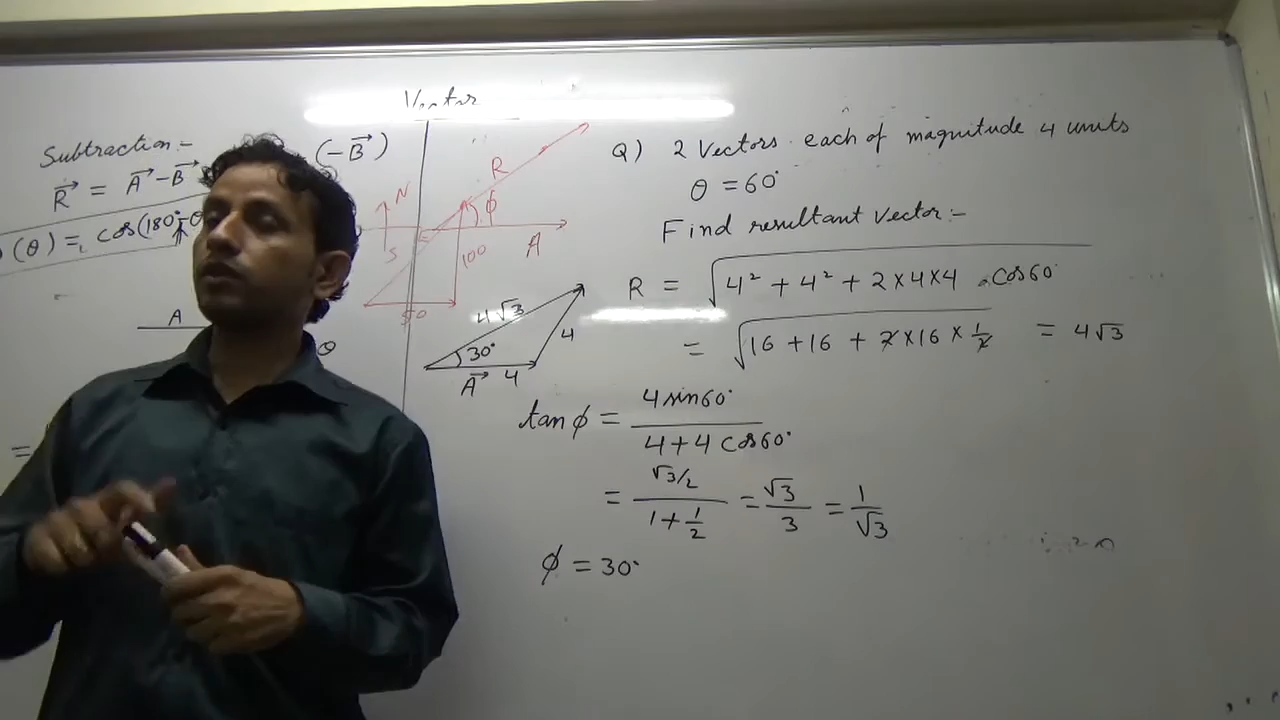 Vector
Subtraction:-
(-B⃗)
R⃗ = A⃗ - B⃗
(θ) = cos(180° - θ
A
θ
=
N
S
R
φ
A
100
50
4√3
30°
4
A⃗ 4
Q) 2 Vectors each of magnitude 4 units
θ = 60°
Find resultant Vector:-
R = √4² + 4² + 2×4×4 .cos60°
= √16 + 16 + 2×16 × 1/2 = 4√3
tan φ = 4sin60° / 4+4 cos60°
= √3/2 / 1+1/2 = √3/3 = 1/√3
φ = 30°